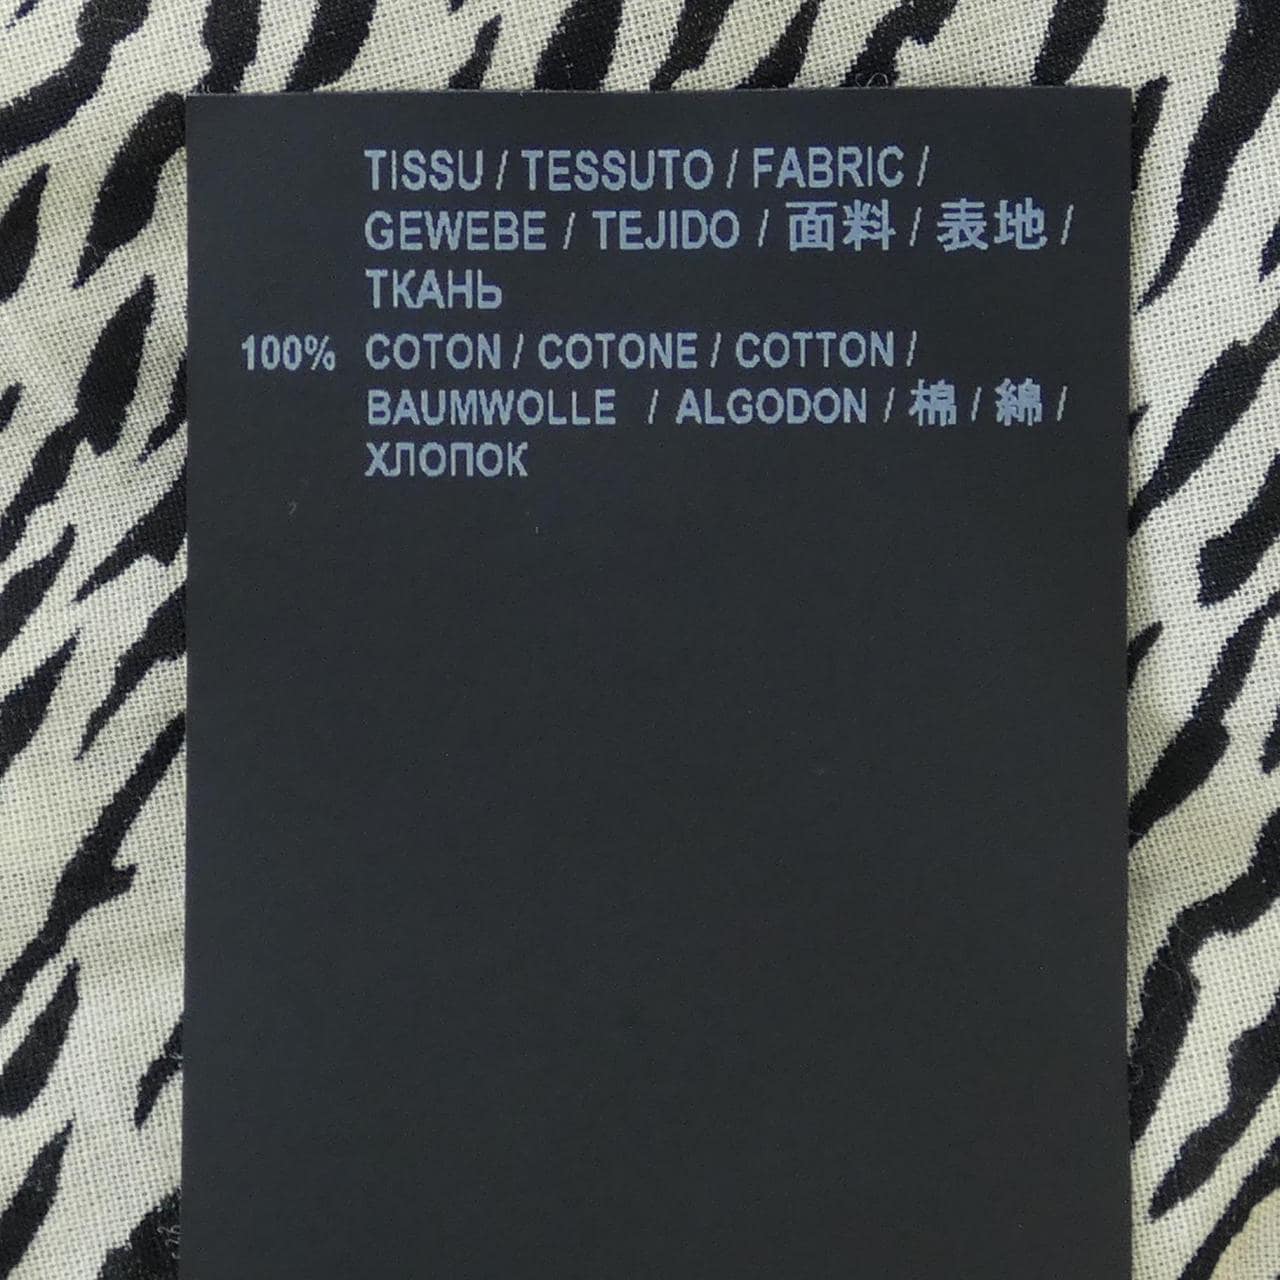 TISSU / TESSUTO / FABRIC /
GEWEBE / TEJIDO / 面料 / 表地 /
ТКАНЬ
100% COTON / COTONE / COTTON /
BAUMWOLLE / ALGODON / 棉 / 綿 /
ХЛОПОК